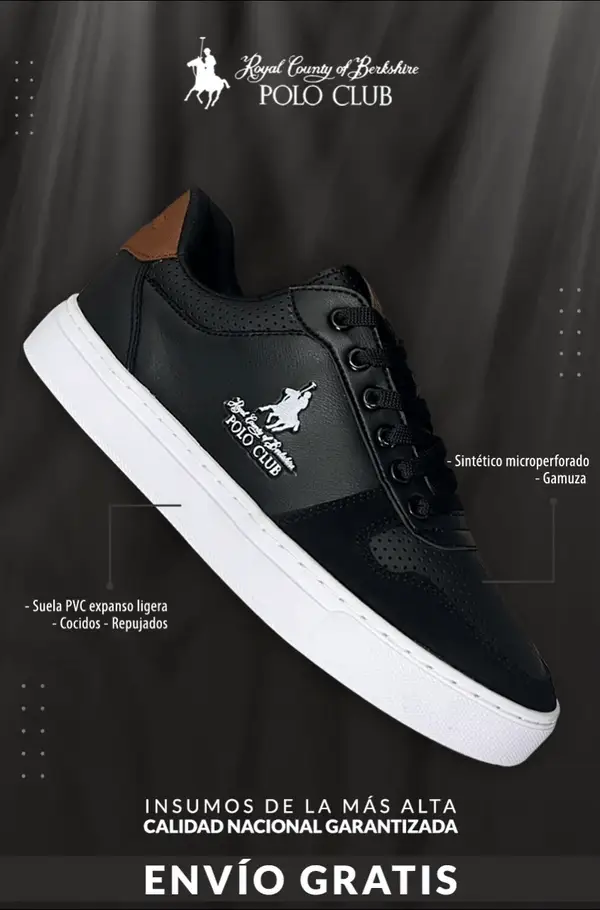 Royal County of Berkshire
POLO CLUB
Royal County of Berkshire
POLO CLUB
- Sintético microperforado
- Gamuza
- Suela PVC expanso ligera
- Cocidos - Repujados
INSUMOS DE LA MÁS ALTA
CALIDAD NACIONAL GARANTIZADA
ENVÍO GRATIS